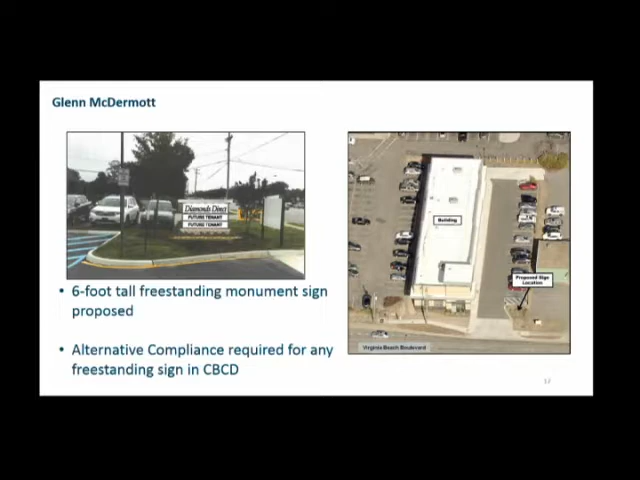 Glenn McDermott
Diamonds Direct
FUTURE TENANT
FUTURE TENANT
Building
Proposed Sign
Location
Virginia Beach Boulevard
• 6-foot tall freestanding monument sign
proposed
• Alternative Compliance required for any
freestanding sign in CBCD
17